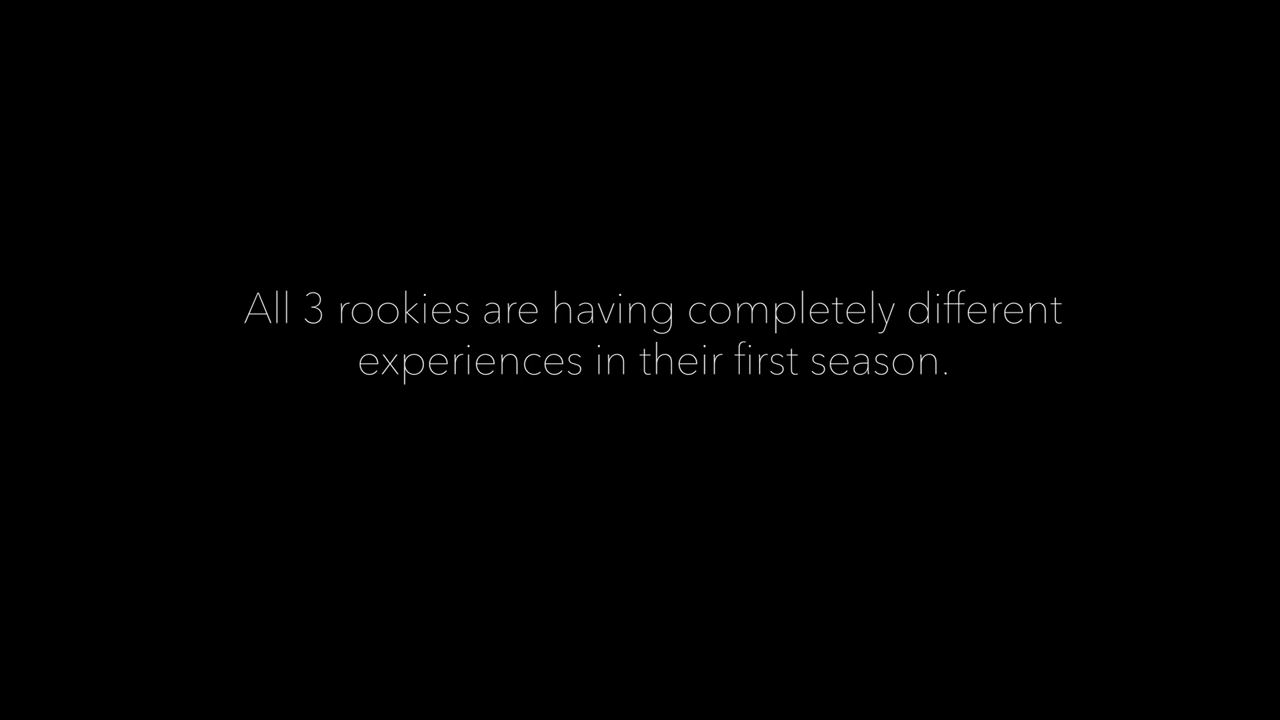 All 3 rookies are having completely different
experiences in their first season.